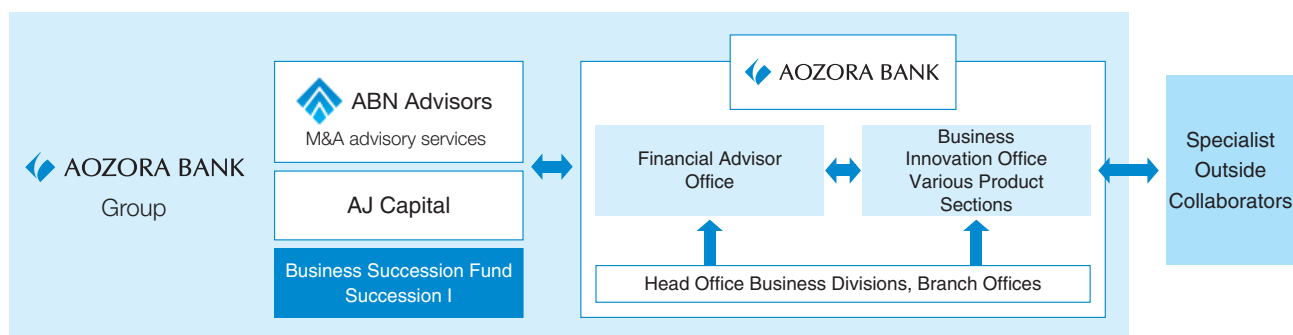 AOZORA BANK
Group
ABN Advisors
M&A advisory services
AJ Capital
Business Succession Fund
Succession I
AOZORA BANK
Financial Advisor
Office
Business
Innovation Office
Various Product
Sections
Head Office Business Divisions, Branch Offices
Specialist
Outside
Collaborators